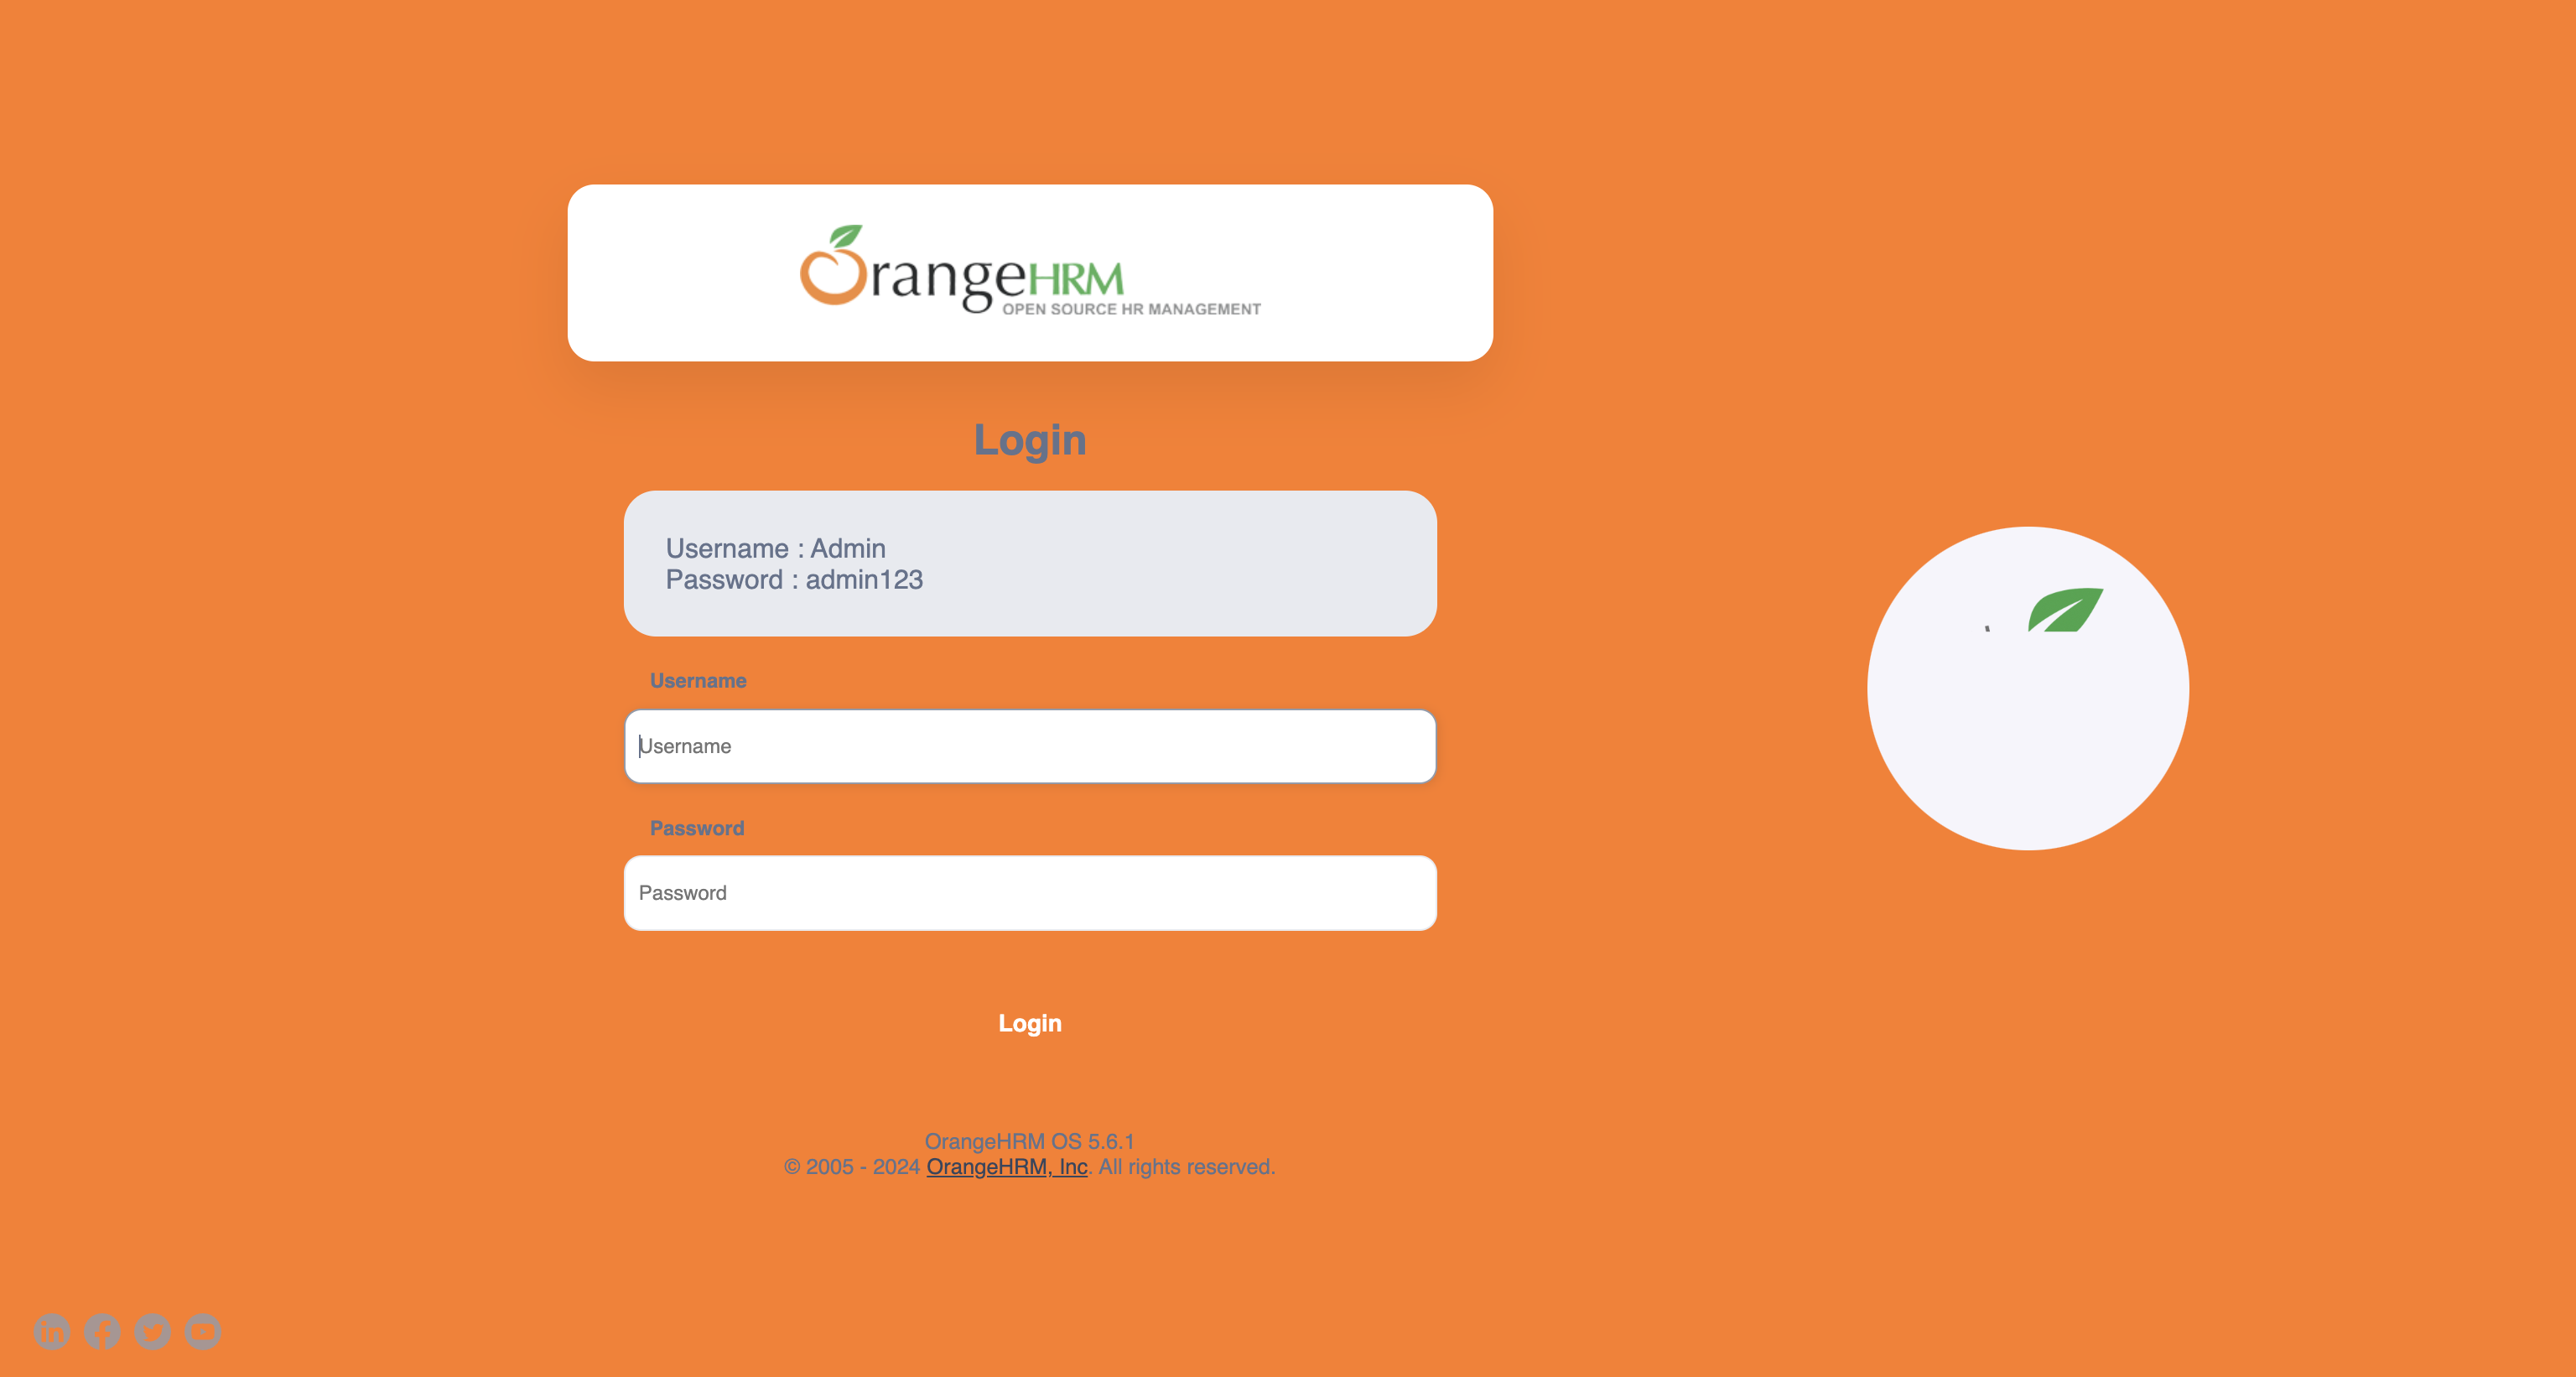 OrangeHRM
OPEN SOURCE HR MANAGEMENT
Login
Username : Admin
Password : admin123
Username
Username
Password
Password
Login
OrangeHRM OS 5.6.1
© 2005 - 2024 OrangeHRM, Inc. All rights reserved.